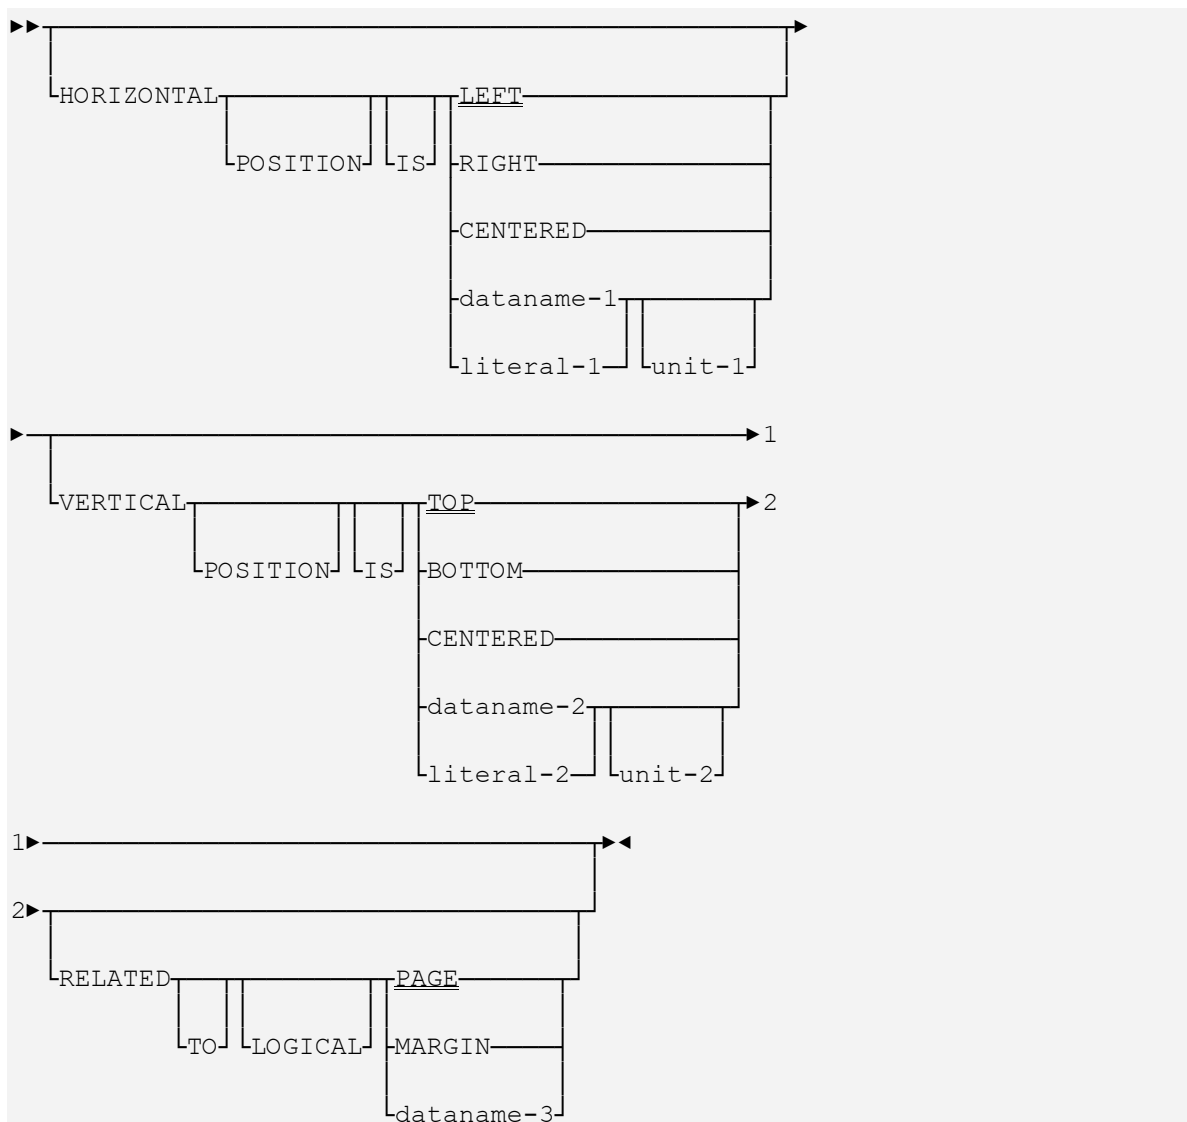 HORIZONTAL LEFT
POSITION IS RIGHT
CENTERED
dataname-1
literal-1 unit-1
1
VERTICAL TOP 2
POSITION IS BOTTOM
CENTERED
dataname-2
literal-2 unit-2
1
2
RELATED PAGE
TO LOGICAL MARGIN
dataname-3